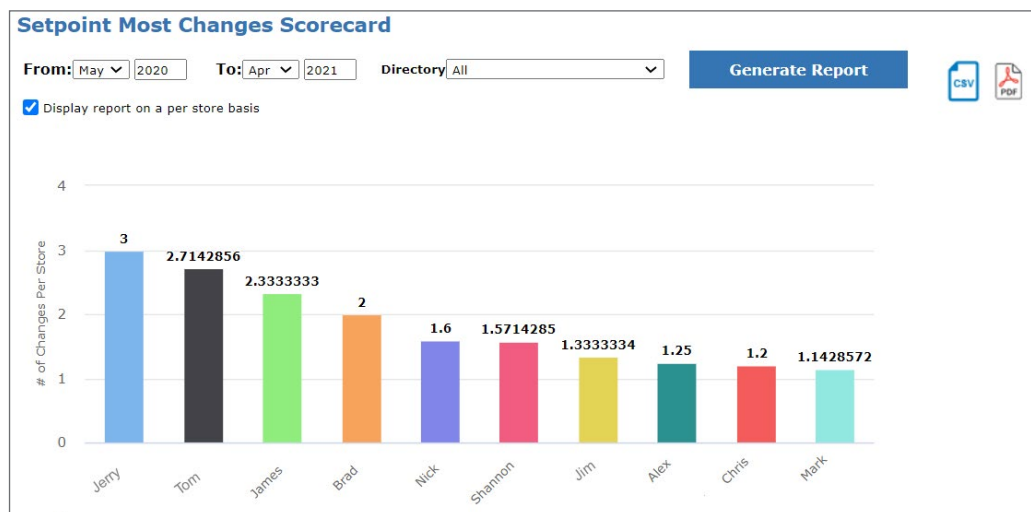 Setpoint Most Changes Scorecard
From: May 2020 To: Apr 2021 Directory All Generate Report CSV PDF
Display report on a per store basis
# of Changes Per Store
4
3
2
1
0
3
2.7142856
2.3333333
2
1.6
1.5714285
1.3333334
1.25
1.2
1.1428572
Jerry
Tom
James
Brad
Nick
Shannon
Jim
Alex
Chris
Mark